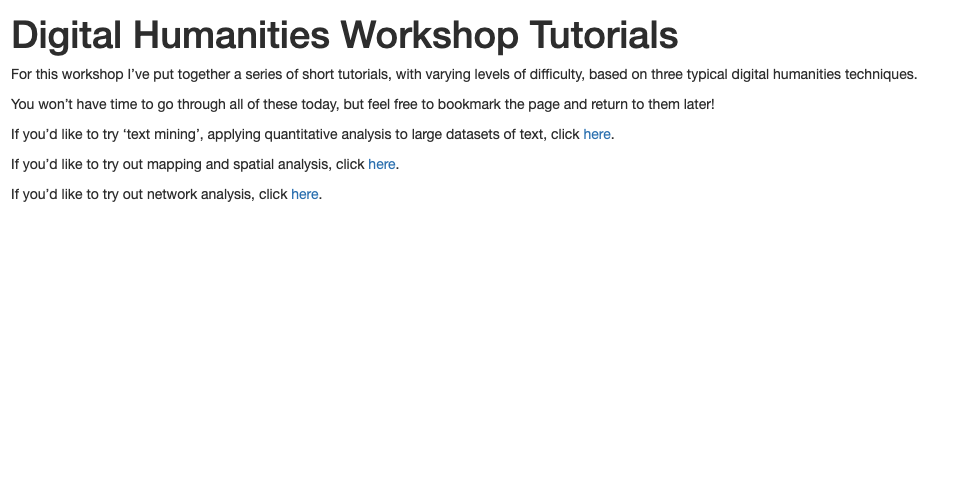 Digital Humanities Workshop Tutorials
For this workshop I’ve put together a series of short tutorials, with varying levels of difficulty, based on three typical digital humanities techniques.
You won’t have time to go through all of these today, but feel free to bookmark the page and return to them later!
If you’d like to try ‘text mining’, applying quantitative analysis to large datasets of text, click here.
If you’d like to try out mapping and spatial analysis, click here.
If you’d like to try out network analysis, click here.